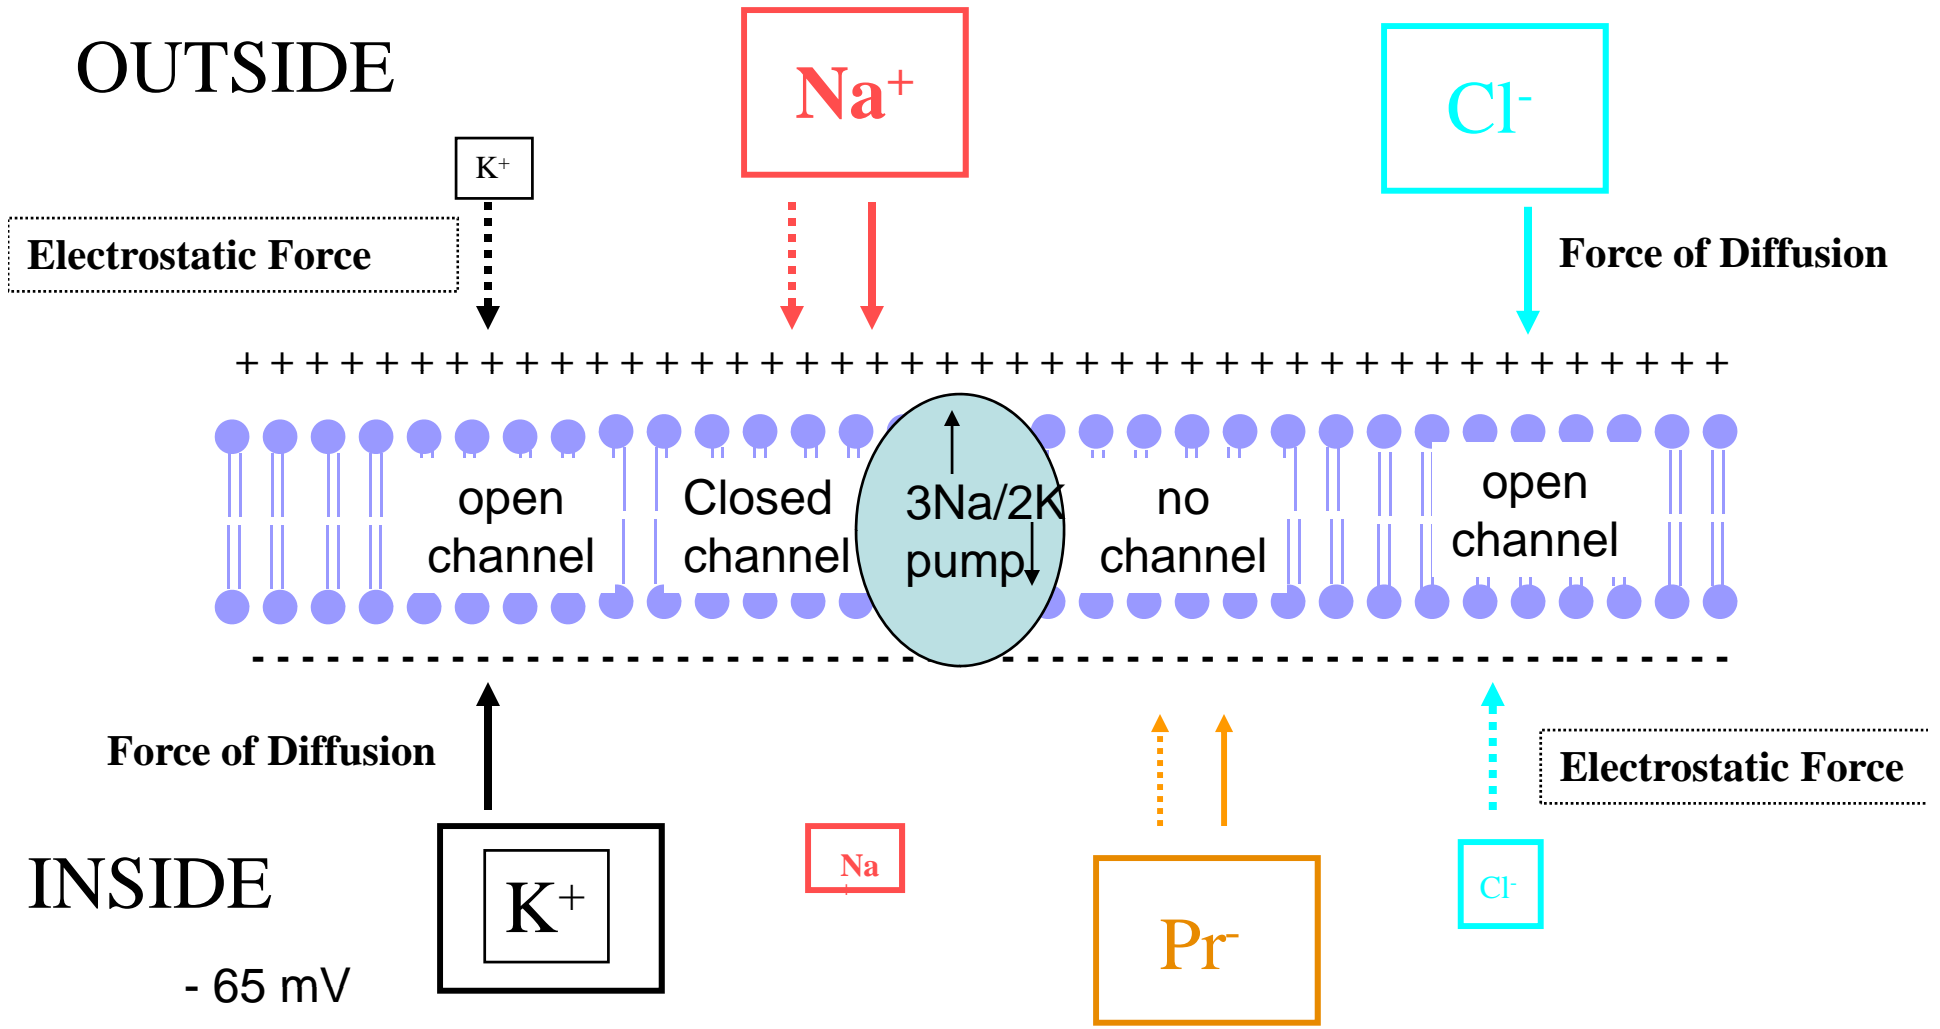 OUTSIDE
Na+
Cl-
K+
Electrostatic Force
Force of Diffusion
+ + + + + + + + + + + + + + + + + + + + + + + + + + + + + + + + + + + + + + + + + + +
open
channel
Closed
channel
3Na/2K
pump
no
channel
open
channel
- - - - - - - - - - - - - - - - - - - - - - - - - - - - - - - - - - - - - - - - - - - - - - - - - - - - - - - - - - -
Force of Diffusion
Electrostatic Force
INSIDE
K+
Na
+
Pr-
Cl-
- 65 mV